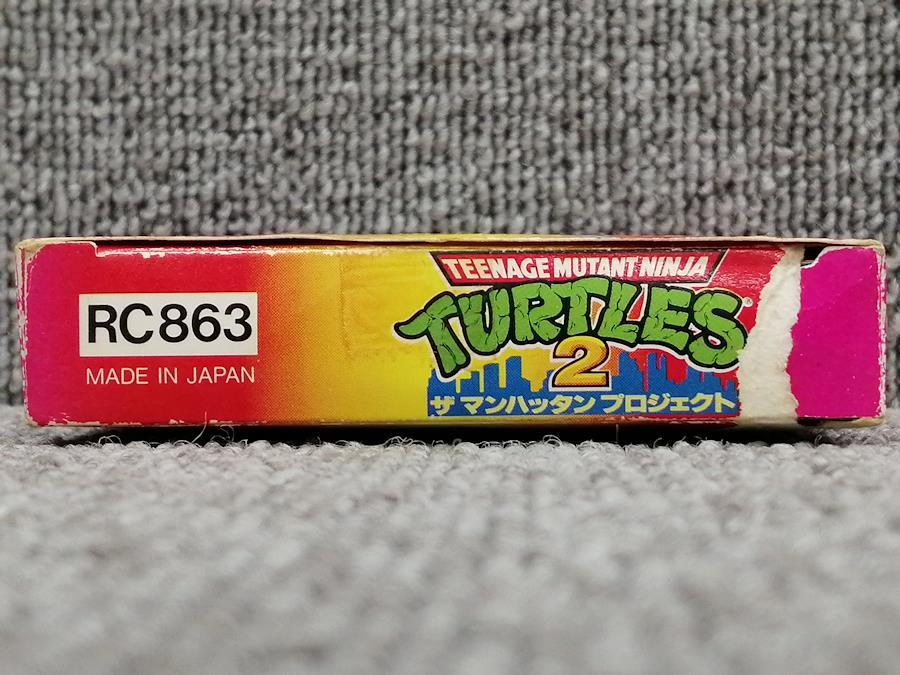 RC863
MADE IN JAPAN
TEENAGE MUTANT NINJA
TURTLES®
2
ザ マンハッタン プロジェクト